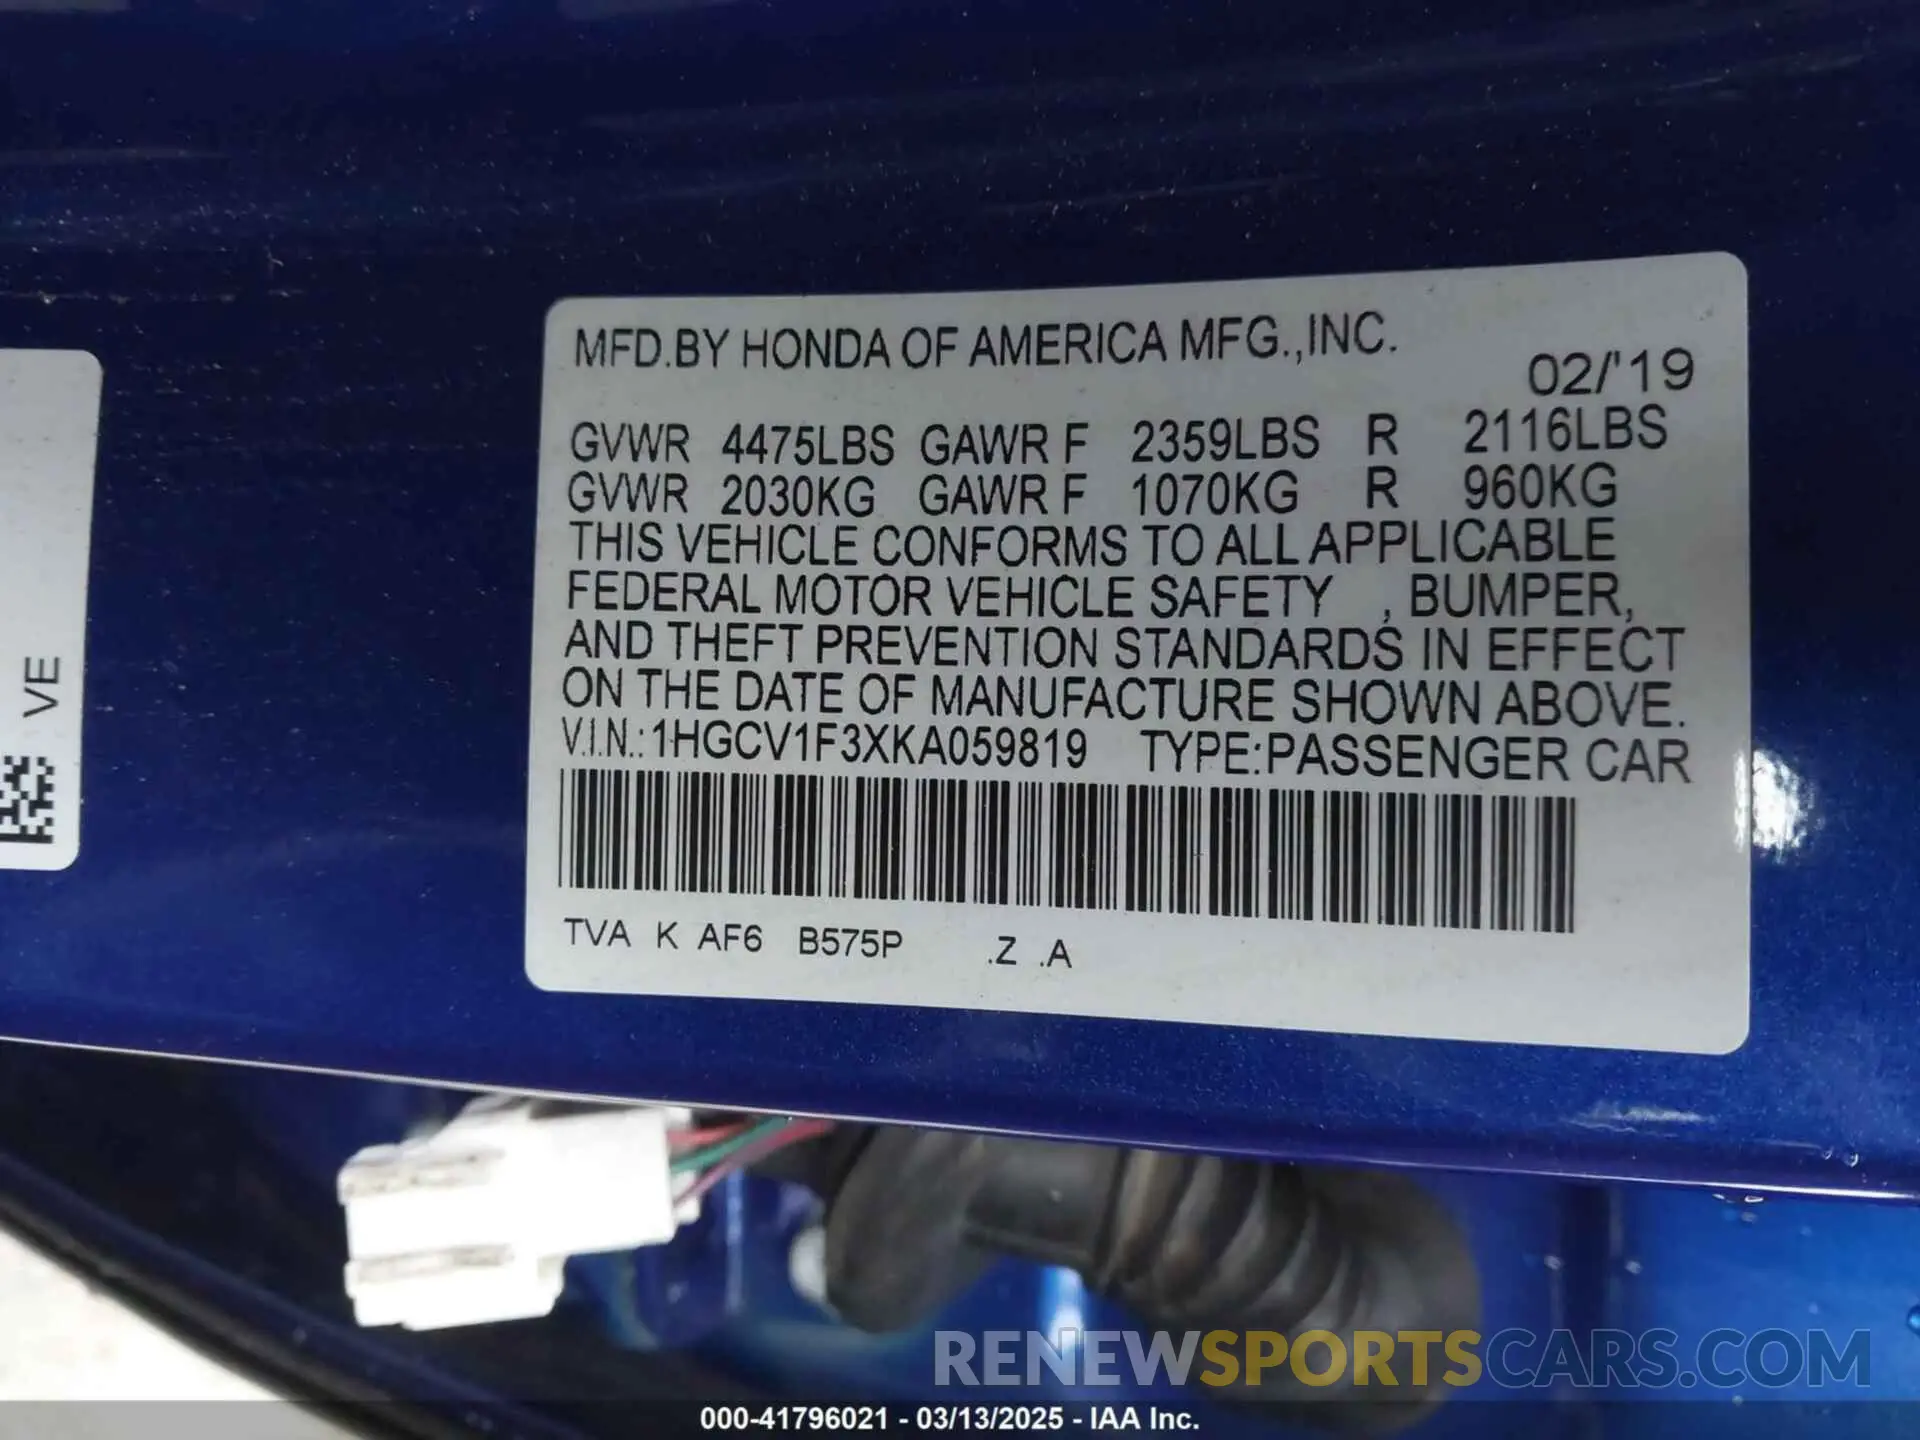 MFD.BY HONDA OF AMERICA MFG.,INC.
02/'19
GVWR 4475LBS GAWR F 2359LBS R 2116LBS
GVWR 2030KG GAWR F 1070KG R 960KG
THIS VEHICLE CONFORMS TO ALL APPLICABLE
FEDERAL MOTOR VEHICLE SAFETY , BUMPER,
AND THEFT PREVENTION STANDARDS IN EFFECT
ON THE DATE OF MANUFACTURE SHOWN ABOVE.
V.I.N.:1HGCV1F3XKA059819 TYPE:PASSENGER CAR
TVA K AF6 B575P .Z .A
VE
RENEWSPORTSCARS.COM
000-41796021 - 03/13/2025 - IAA Inc.